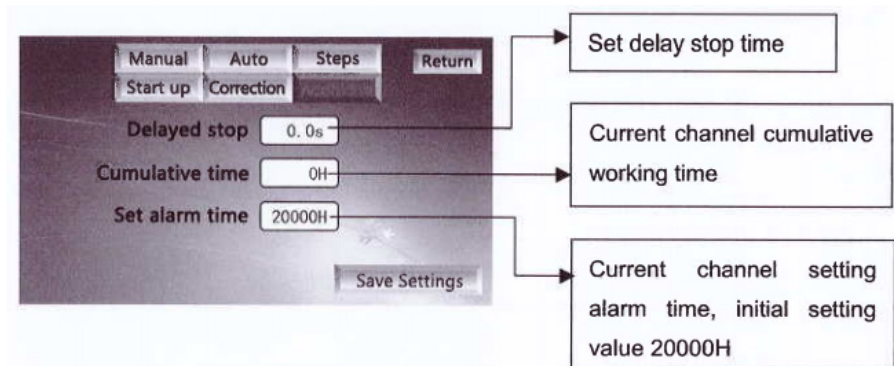 Manual Auto Steps Return
Start up Correction
Delayed stop 0.0s
Cumulative time 0H
Set alarm time 20000H
Save Settings
Set delay stop time
Current channel cumulative
working time
Current channel setting
alarm time, initial setting
value 20000H